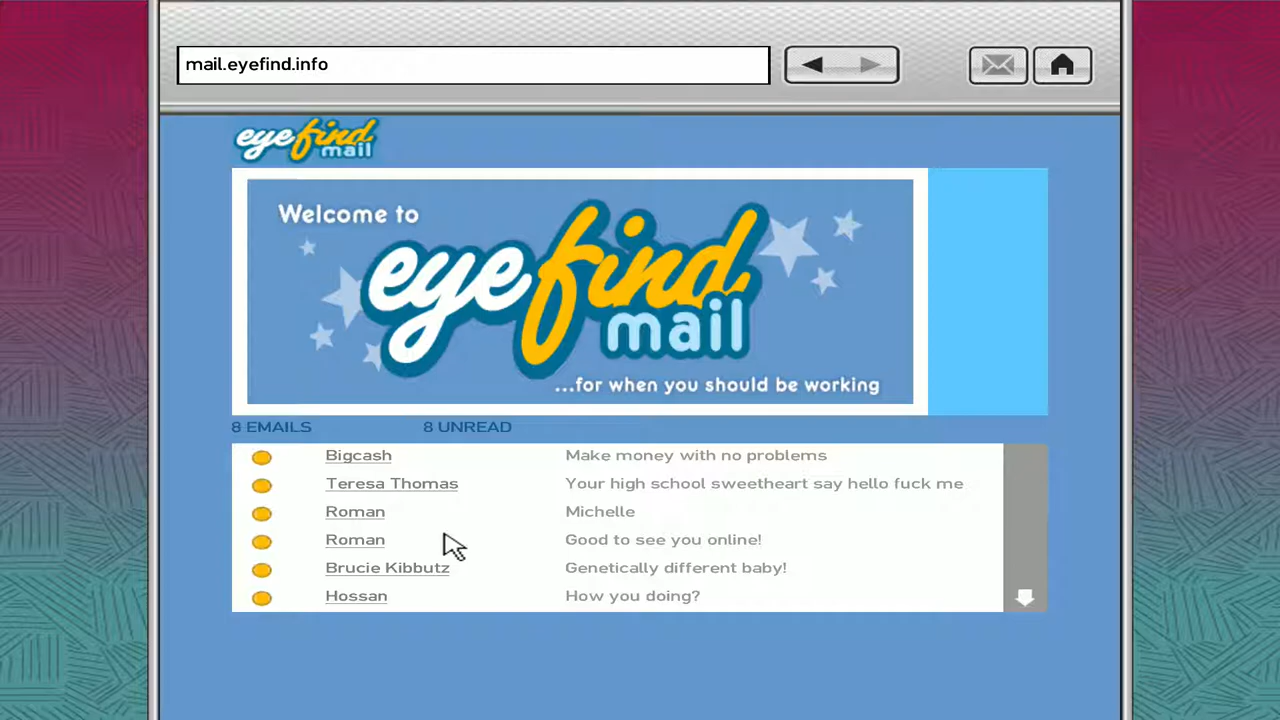 mail.eyefind.info
eyefind
mail
Welcome to
eyefind
mail
...for when you should be working
8 EMAILS 8 UNREAD
Bigcash Make money with no problems
Teresa Thomas Your high school sweetheart say hello fuck me
Roman Michelle
Roman Good to see you online!
Brucie Kibbutz Genetically different baby!
Hossan How you doing?